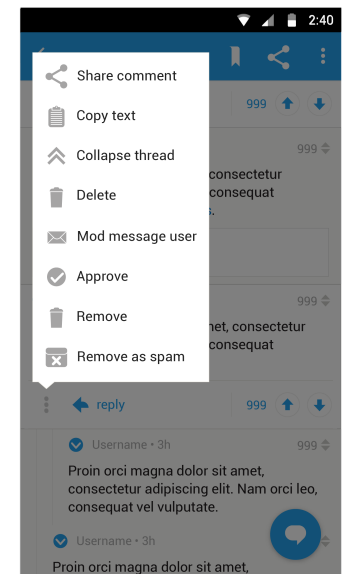 2:40
Share comment
Copy text
Collapse thread
Delete
Mod message user
Approve
Remove
Remove as spam
999
999
consectetur
consequat
s.
999
met, consectetur
consequat
reply
999
Username • 3h
999
Proin orci magna dolor sit amet,
consectetur adipiscing elit. Nam orci leo,
consequat vel vulputate.
Username • 3h
Proin orci magna dolor sit amet,